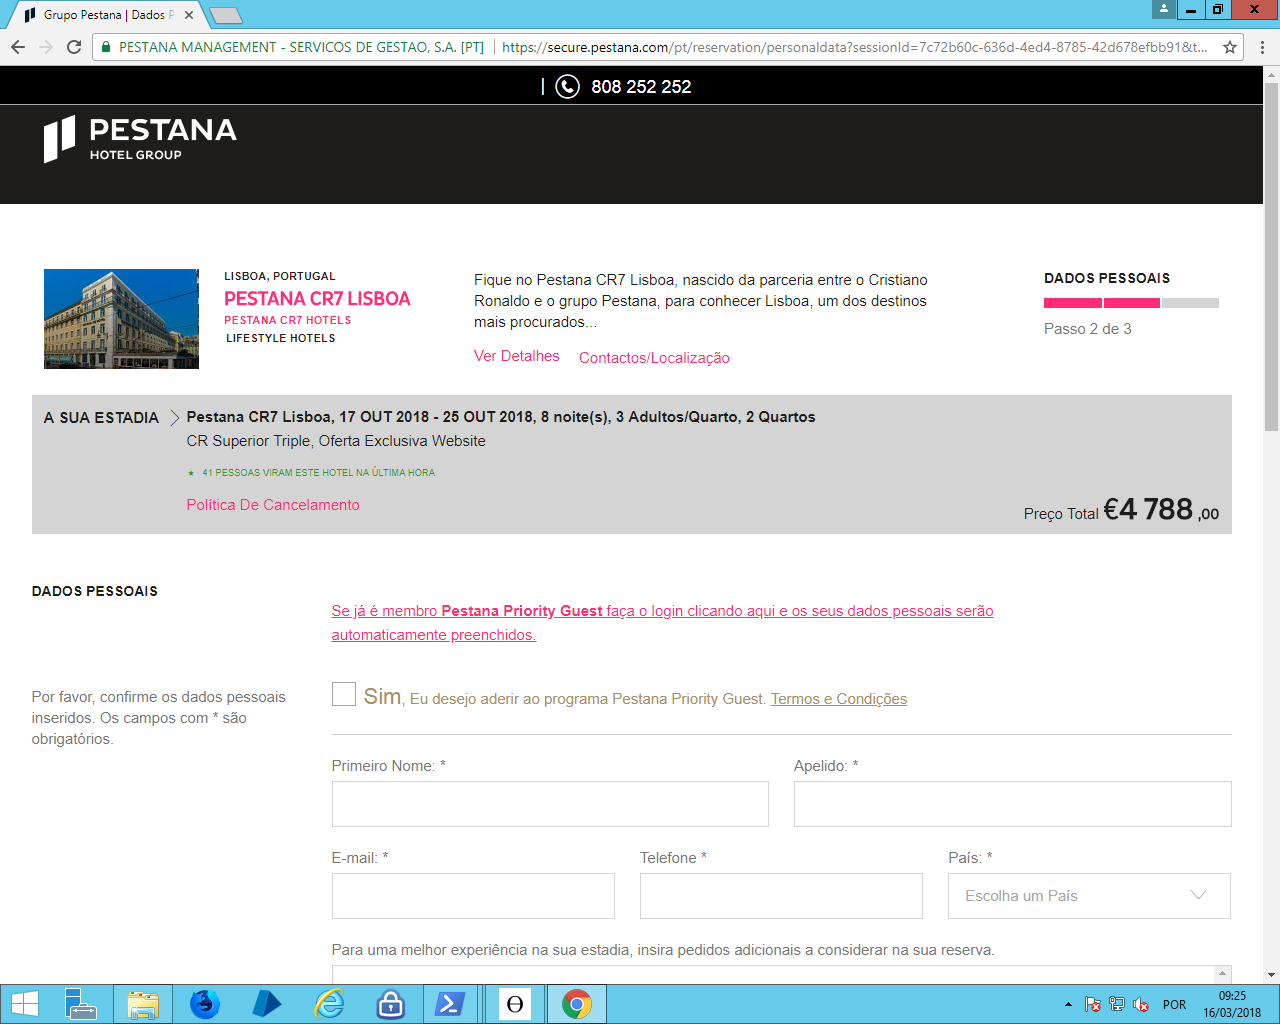 Grupo Pestana | Dados P
PESTANA MANAGEMENT - SERVICOS DE GESTAO, S.A. [PT]
https://secure.pestana.com/pt/reservation/personaldata?sessionId=7c72b60c-636d-4ed4-8785-42d678efbb91&t...
| 808 252 252
PESTANA
HOTEL GROUP
LISBOA, PORTUGAL
PESTANA CR7 LISBOA
PESTANA CR7 HOTELS
LIFESTYLE HOTELS
Fique no Pestana CR7 Lisboa, nascido da parceria entre o Cristiano
Ronaldo e o grupo Pestana, para conhecer Lisboa, um dos destinos
mais procurados...
Ver Detalhes Contactos/Localização
DADOS PESSOAIS
Passo 2 de 3
A SUA ESTADIA
Pestana CR7 Lisboa, 17 OUT 2018 - 25 OUT 2018, 8 noite(s), 3 Adultos/Quarto, 2 Quartos
CR Superior Triple, Oferta Exclusiva Website
★ 41 PESSOAS VIRAM ESTE HOTEL NA ÚLTIMA HORA
Política De Cancelamento
Preço Total €4 788 ,00
DADOS PESSOAIS
Se já é membro Pestana Priority Guest faça o login clicando aqui e os seus dados pessoais serão
automaticamente preenchidos.
Por favor, confirme os dados pessoais
inseridos. Os campos com * são
obrigatórios.
Sim, Eu desejo aderir ao programa Pestana Priority Guest. Termos e Condições
Primeiro Nome: *
Apelido: *
E-mail: *
Telefone *
País: *
Escolha um País
Para uma melhor experiência na sua estadia, insira pedidos adicionais a considerar na sua reserva.
POR
09:25
16/03/2018